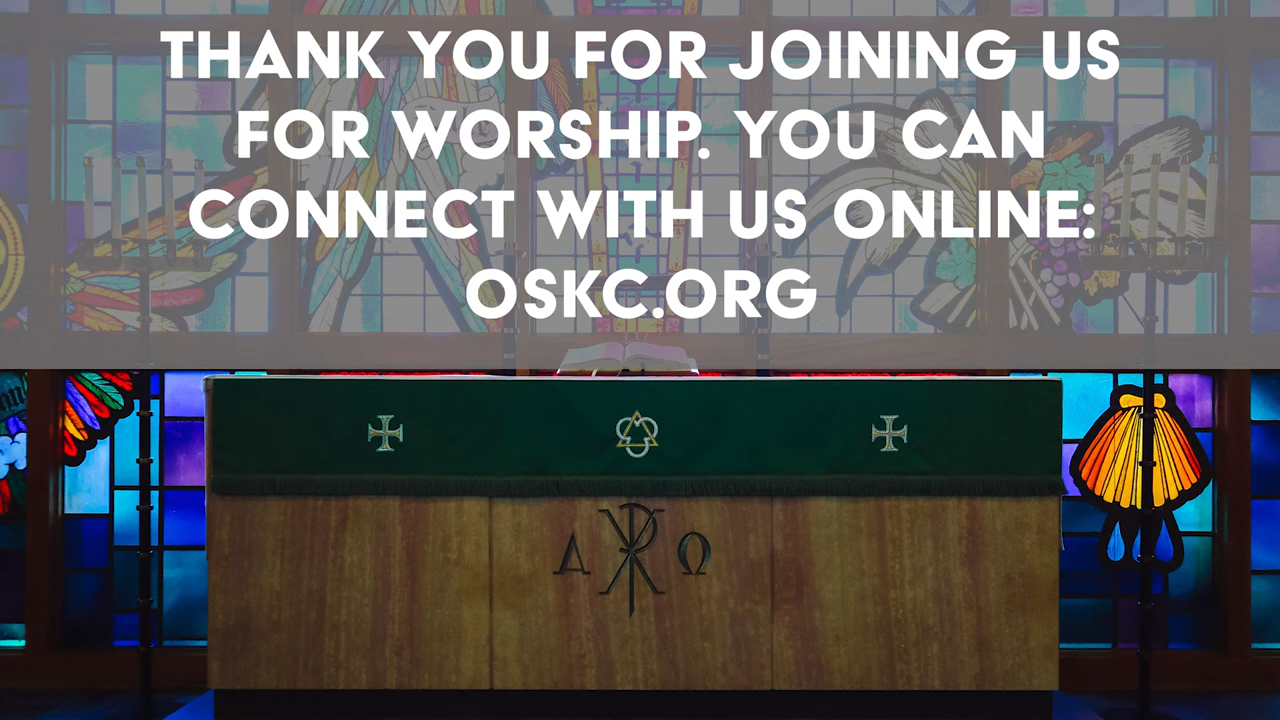 THANK YOU FOR JOINING US
FOR WORSHIP. YOU CAN
CONNECT WITH US ONLINE:
OSKC.ORG
Α ☧ Ω